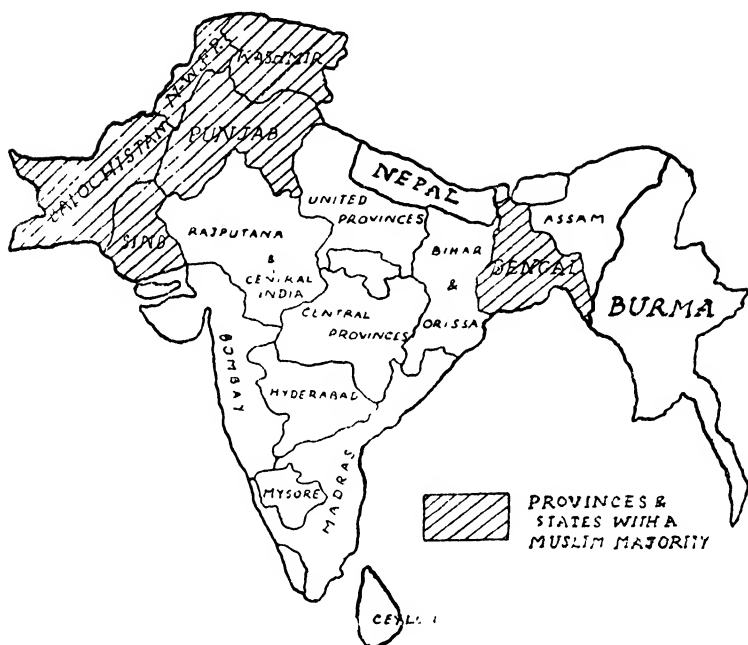 N.W.F.P.
KASHMIR
PUNJAB
BALOCHISTAN
SIND
NEPAL
UNITED
PROVINCES
RAJPUTANA
&
CENTRAL
INDIA
BIHAR
&
ORISSA
ASSAM
BENGAL
BURMA
CENTRAL
PROVINCES
BOMBAY
HYDERABAD
MYSORE
MADRAS
PROVINCES &
STATES WITH A
MUSLIM MAJORITY